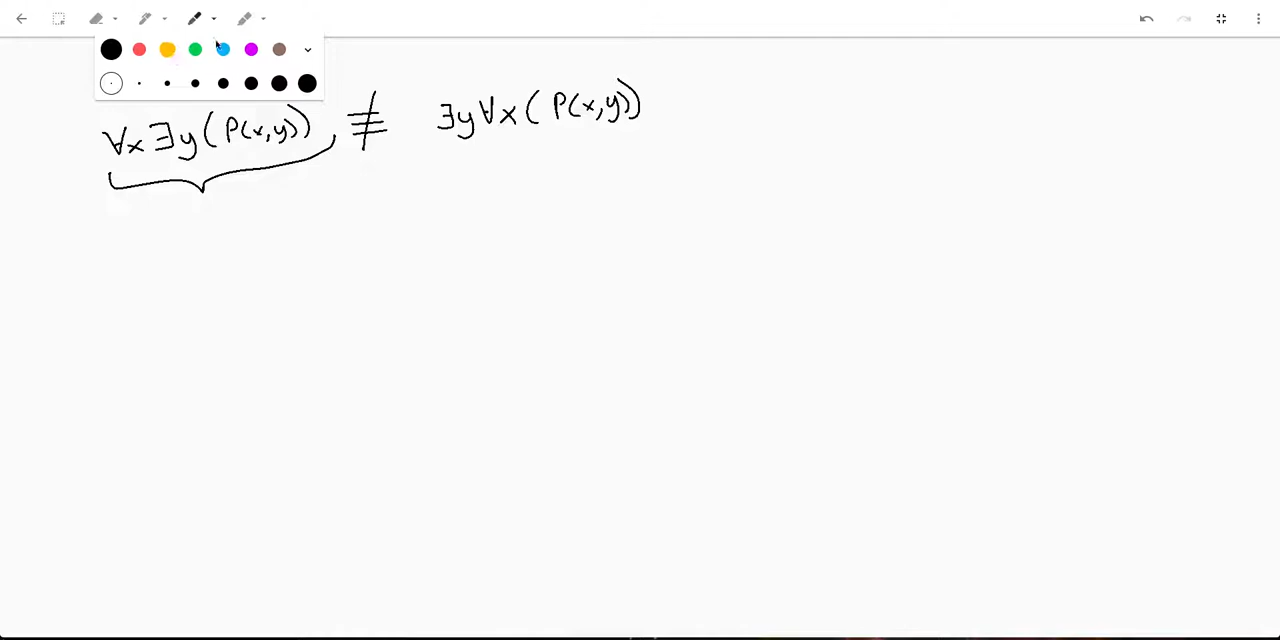 ∀x ∃y (P(x,y)) ≢ ∃y ∀x (P(x,y))